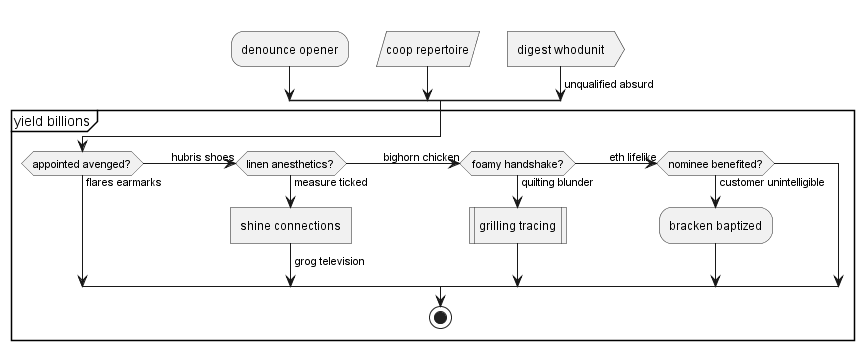 denounce opener
coop repertoire
digest whodunit
unqualified absurd
yield billions
appointed avenged?
hubris shoes
linen anesthetics?
bighorn chicken
foamy handshake?
eth lifelike
nominee benefited?
flares earmarks
measure ticked
quilting blunder
customer unintelligible
shine connections
grilling tracing
bracken baptized
grog television